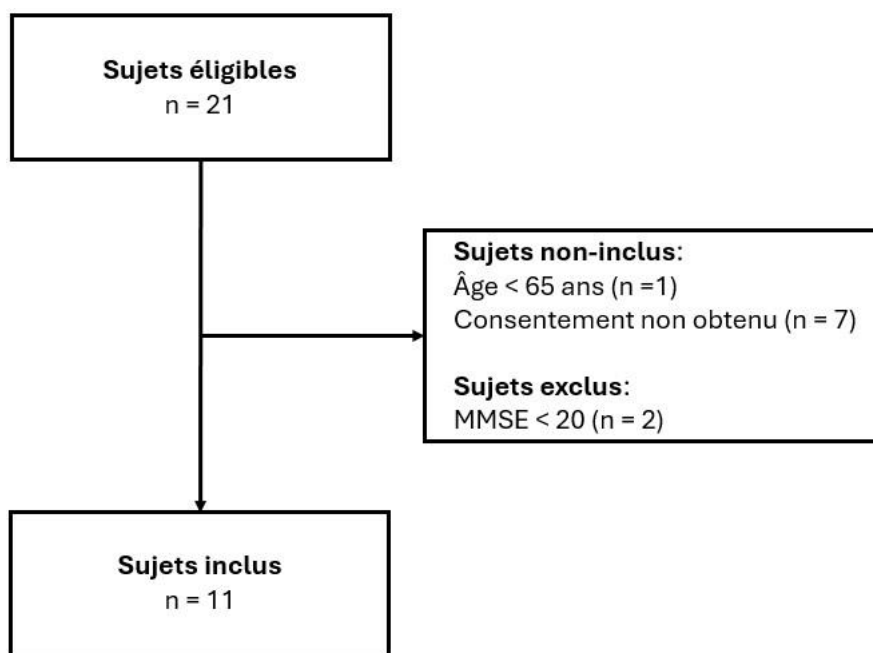 Sujets éligibles
n = 21
Sujets non-inclus:
Âge < 65 ans (n =1)
Consentement non obtenu (n = 7)
Sujets exclus:
MMSE < 20 (n = 2)
Sujets inclus
n = 11